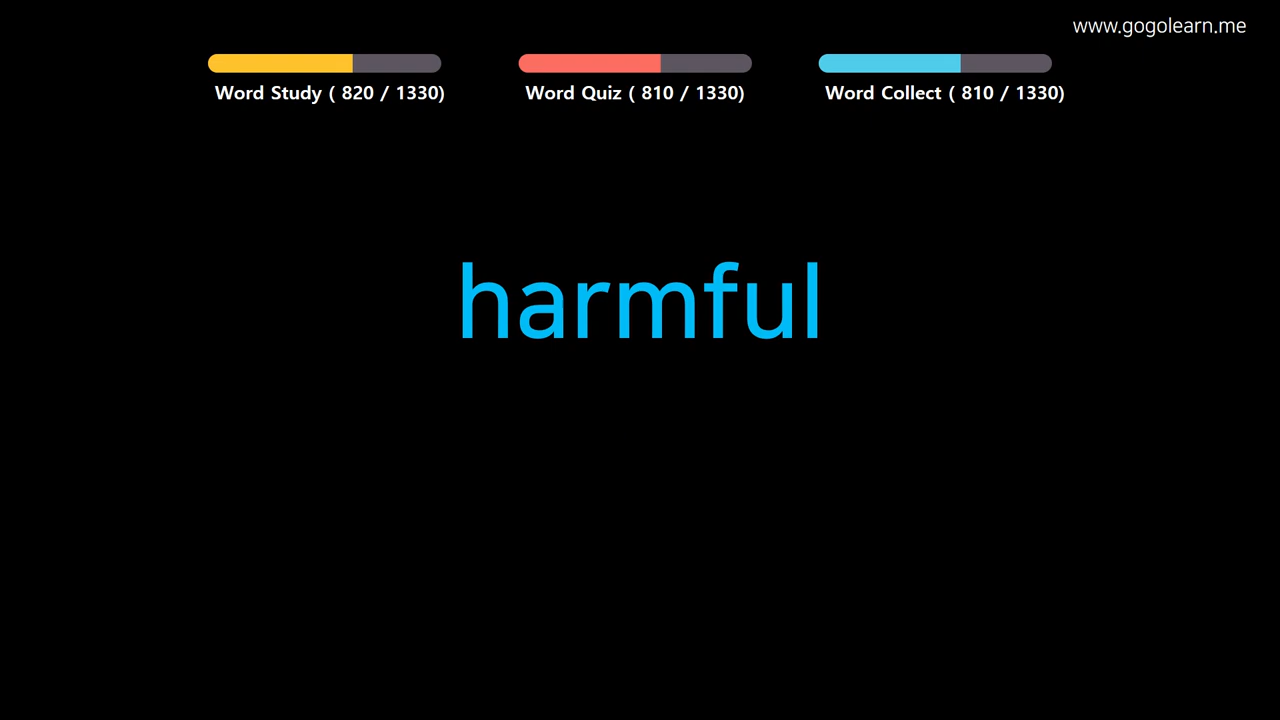 www.gogolearn.me
Word Study ( 820 / 1330)
Word Quiz ( 810 / 1330)
Word Collect ( 810 / 1330)
harmful